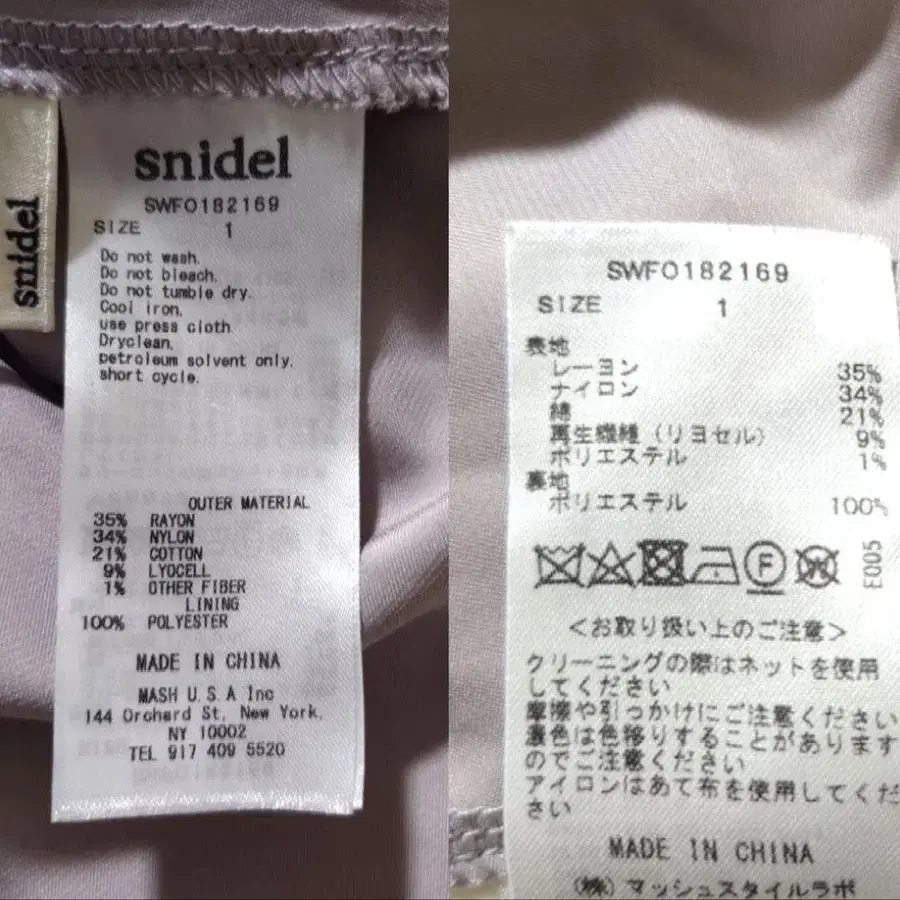 snidel
snidel
SWFO182169
SIZE 1
Do not wash.
Do not bleach.
Do not tumble dry.
Cool iron.
use press cloth.
Dryclean.
petroleum solvent only.
short cycle.
OUTER MATERIAL
35% RAYON
34% NYLON
21% COTTON
9% LYOCELL
1% OTHER FIBER
LINING
100% POLYESTER
MADE IN CHINA
MASH U.S.A Inc
144 Orchard St, New York,
NY 10002
TEL 917 409 5520
SWFO182169
SIZE 1
表地
レーヨン 35%
ナイロン 34%
綿 21%
再生繊維(リヨセル) 9%
ポリエステル 1%
裏地
ポリエステル 100%
F W
E005
<お取り扱い上のご注意>
クリーニングの際はネットを使用
してください
摩擦や引っかけにご注意ください
濃色は色移りすることがあります
のでご注意ください
アイロンはあて布を使用してくだ
さい
MADE IN CHINA
(株)マッシュスタイルラボ